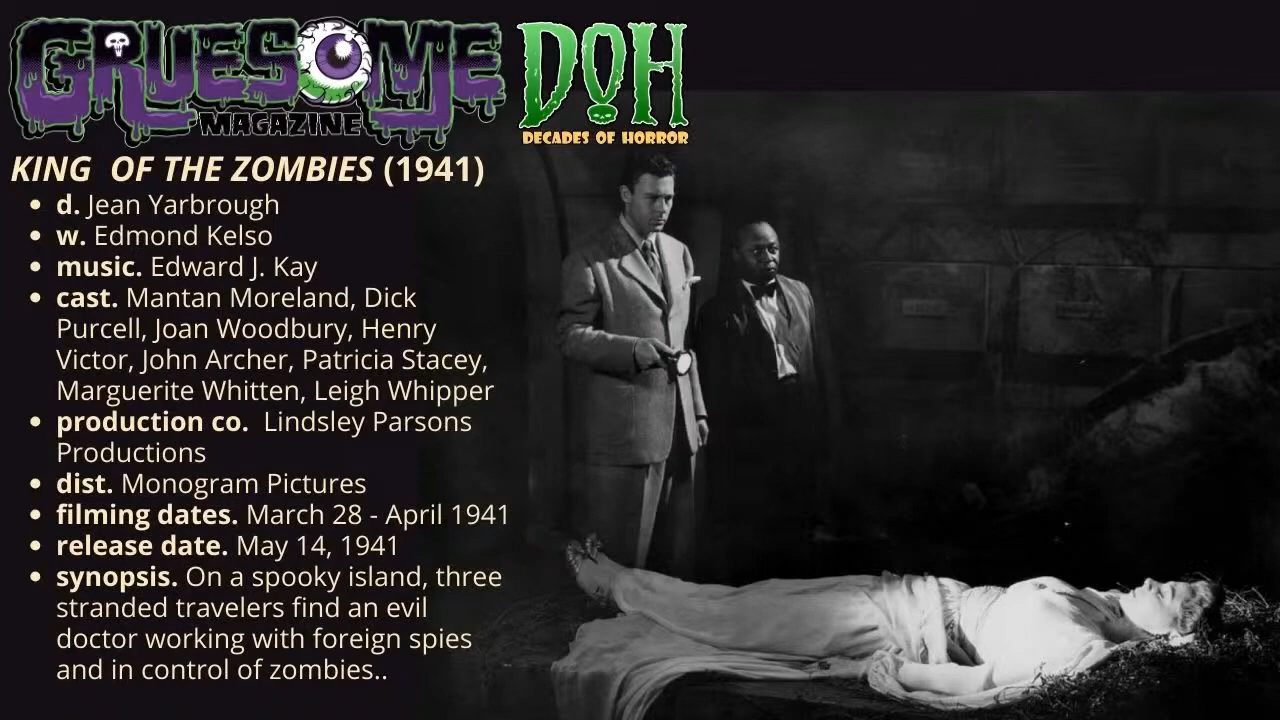 GRUESOME
MAGAZINE
DOH
DECADES OF HORROR
KING OF THE ZOMBIES (1941)
• d. Jean Yarbrough
• w. Edmond Kelso
• music. Edward J. Kay
• cast. Mantan Moreland, Dick
Purcell, Joan Woodbury, Henry
Victor, John Archer, Patricia Stacey,
Marguerite Whitten, Leigh Whipper
• production co. Lindsley Parsons
Productions
• dist. Monogram Pictures
• filming dates. March 28 - April 1941
• release date. May 14, 1941
• synopsis. On a spooky island, three
stranded travelers find an evil
doctor working with foreign spies
and in control of zombies..